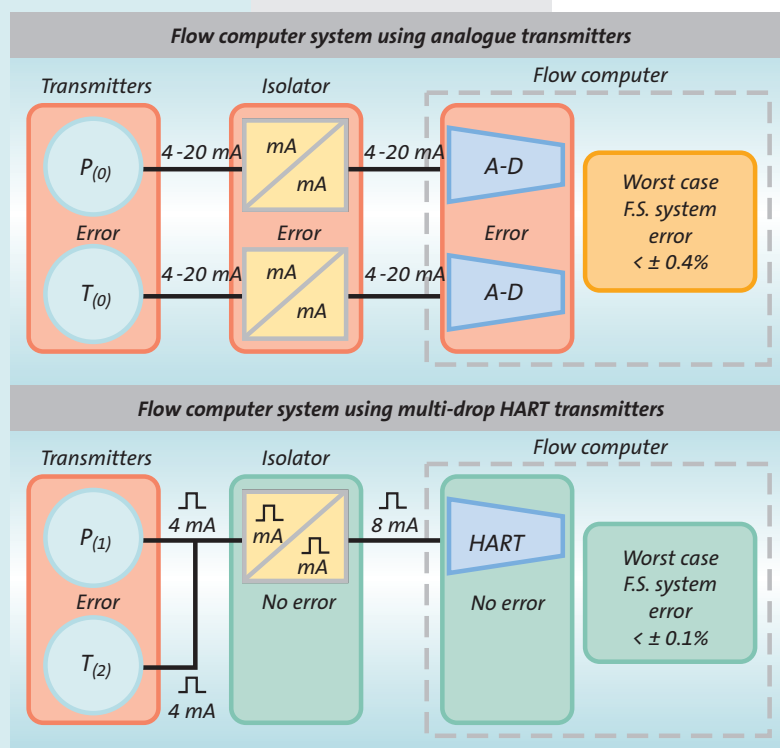 Flow computer system using analogue transmitters
Flow computer
Transmitters
Isolator
P(0)
4-20 mA
mA
mA
4-20 mA
A-D
Error
Error
Error
T(0)
4-20 mA
mA
mA
4-20 mA
A-D
Worst case
F.S. system
error
< ± 0.4%
Flow computer system using multi-drop HART transmitters
Flow computer
Transmitters
Isolator
P(1)
4 mA
mA
mA
8 mA
HART
Error
No error
No error
T(2)
4 mA
Worst case
F.S. system
error
< ± 0.1%